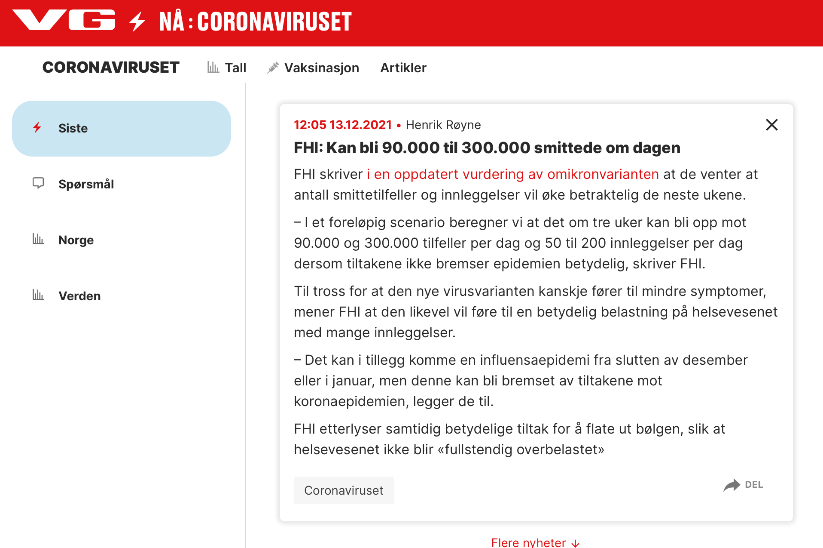 VG NÅ: CORONAVIRUSET
CORONAVIRUSET Tall Vaksinasjon Artikler
Siste
Spørsmål
Norge
Verden
12:05 13.12.2021 • Henrik Røyne
FHI: Kan bli 90.000 til 300.000 smittede om dagen
FHI skriver i en oppdatert vurdering av omikronvarianten at de venter at
antall smittetilfeller og innleggelser vil øke betraktelig de neste ukene.
– I et foreløpig scenario beregner vi at det om tre uker kan bli opp mot
90.000 og 300.000 tilfeller per dag og 50 til 200 innleggelser per dag
dersom tiltakene ikke bremser epidemien betydelig, skriver FHI.
Til tross for at den nye virusvarianten kanskje fører til mindre symptomer,
mener FHI at den likevel vil føre til en betydelig belastning på helsevesenet
med mange innleggelser.
– Det kan i tillegg komme en influensaepidemi fra slutten av desember
eller i januar, men denne kan bli bremset av tiltakene mot
koronaepidemien, legger de til.
FHI etterlyser samtidig betydelige tiltak for å flate ut bølgen, slik at
helsevesenet ikke blir «fullstendig overbelastet»
Coronaviruset
DEL
Flere nyheter ↓